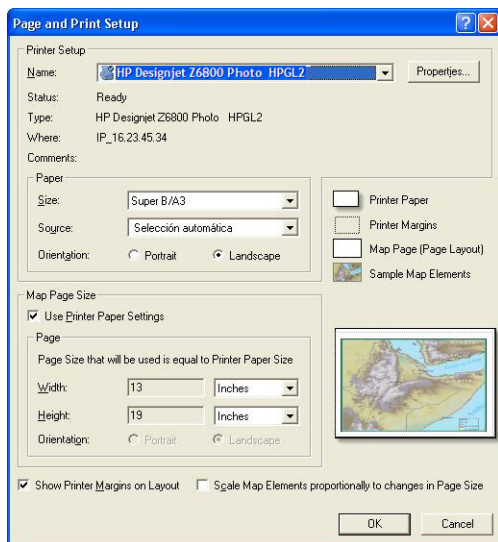 Page and Print Setup
Printer Setup
Name: HP Designjet Z6800 Photo HPGL2 Properties...
Status: Ready
Type: HP Designjet Z6800 Photo HPGL2
Where: IP_16.23.45.34
Comments:
Paper
Size: Super B/A3
Source: Selección automática
Orientation: Portrait Landscape
Printer Paper
Printer Margins
Map Page (Page Layout)
Sample Map Elements
Map Page Size
Use Printer Paper Settings
Page
Page Size that will be used is equal to Printer Paper Size
Width: 13 Inches
Height: 19 Inches
Orientation: Portrait Landscape
Show Printer Margins on Layout Scale Map Elements proportionally to changes in Page Size
OK Cancel